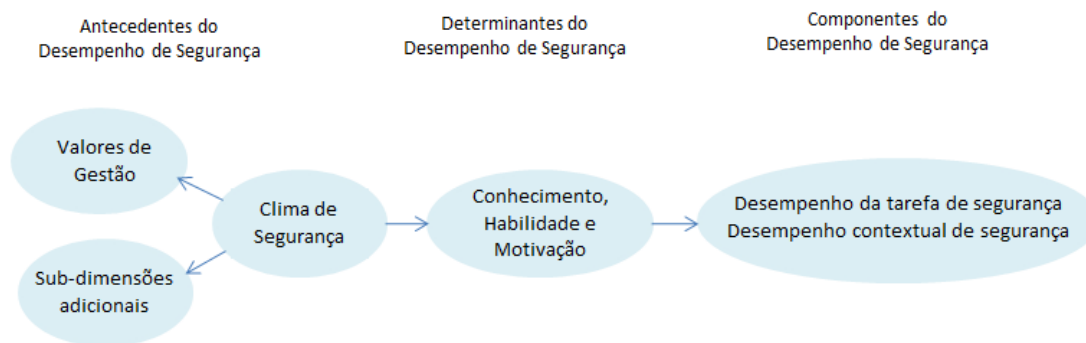 Antecedentes do
Desempenho de Segurança
Determinantes do
Desempenho de Segurança
Componentes do
Desempenho de Segurança
Valores de
Gestão
Clima de
Segurança
Sub-dimensões
adicionais
Conhecimento,
Habilidade e
Motivação
Desempenho da tarefa de segurança
Desempenho contextual de segurança